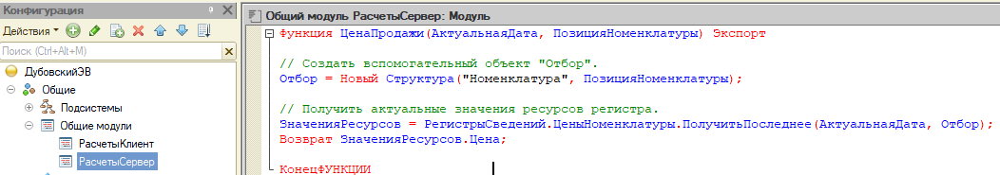 Конфигурация
Действия
Поиск (Ctrl+Alt+M)
ДубовскийЭВ
Общие
Подсистемы
Общие модули
РасчетыКлиент
РасчетыСервер
Общий модуль РасчетыСервер: Модуль
Функция ЦенаПродажи(АктуальнаяДата, ПозицияНоменклатуры) Экспорт
// Создать вспомогательный объект "Отбор".
Отбор = Новый Структура("Номенклатура", ПозицияНоменклатуры);
// Получить актуальные значения ресурсов регистра.
ЗначенияРесурсов = РегистрыСведений.ЦеныНоменклатуры.ПолучитьПоследнее(АктуальнаяДата, Отбор);
Возврат ЗначенияРесурсов.Цена;
КонецФУНКЦИИ